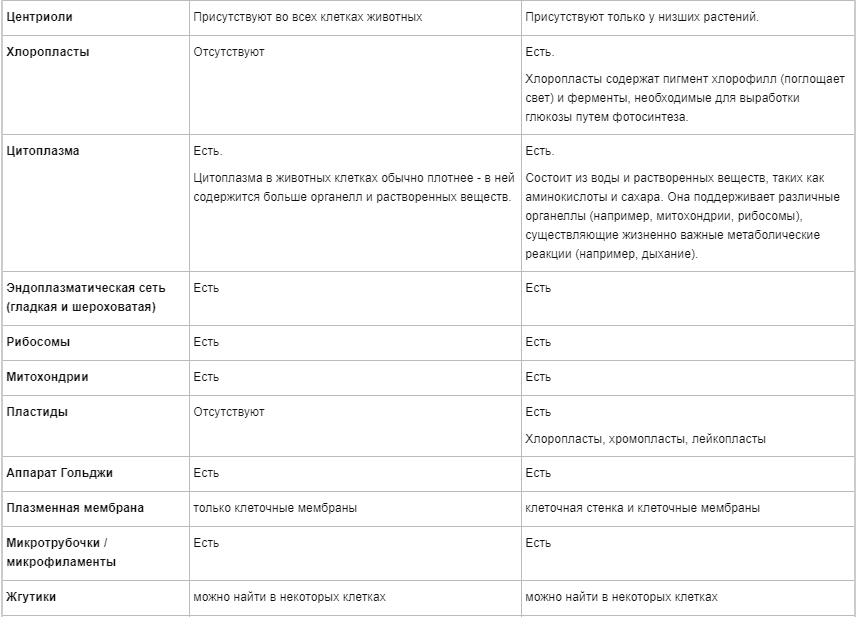 Центриоли
Присутствуют во всех клетках животных
Присутствуют только у низших растений.
Хлоропласты
Отсутствуют
Есть.
Хлоропласты содержат пигмент хлорофилл (поглощает
свет) и ферменты, необходимые для выработки
глюкозы путем фотосинтеза.
Цитоплазма
Есть.
Цитоплазма в животных клетках обычно плотнее - в ней
содержится больше органелл и растворенных веществ.
Есть.
Состоит из воды и растворенных веществ, таких как
аминокислоты и сахара. Она поддерживает различные
органеллы (например, митохондрии, рибосомы),
существляющие жизненно важные метаболические
реакции (например, дыхание).
Эндоплазматическая сеть
(гладкая и шероховатая)
Есть
Есть
Рибосомы
Есть
Есть
Митохондрии
Есть
Есть
Пластиды
Отсутствуют
Есть
Хлоропласты, хромопласты, лейкопласты
Аппарат Гольджи
Есть
Есть
Плазменная мембрана
только клеточные мембраны
клеточная стенка и клеточные мембраны
Микротрубочки /
микрофиламенты
Есть
Есть
Жгутики
можно найти в некоторых клетках
можно найти в некоторых клетках